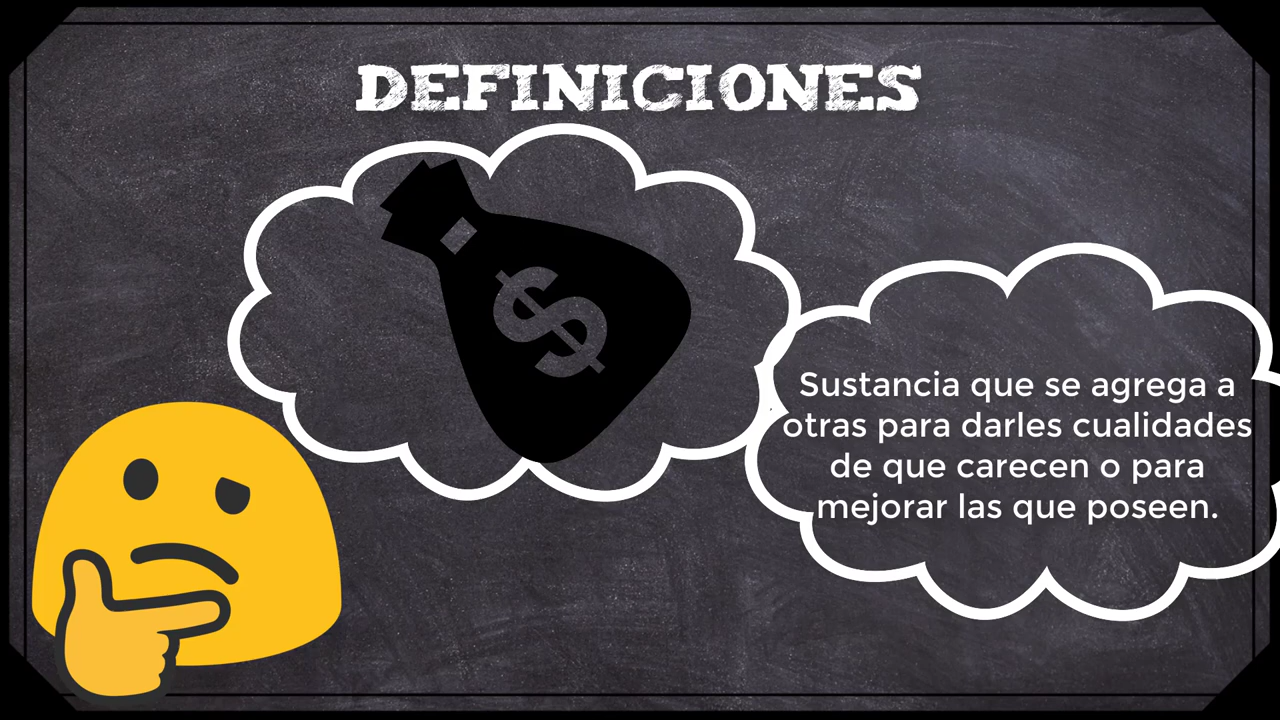 DEFINICIONES
$
Sustancia que se agrega a
otras para darles cualidades
de que carecen o para
mejorar las que poseen.